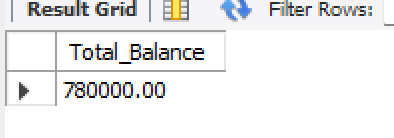 Result Grid Filter Rows:
Total_Balance
780000.00